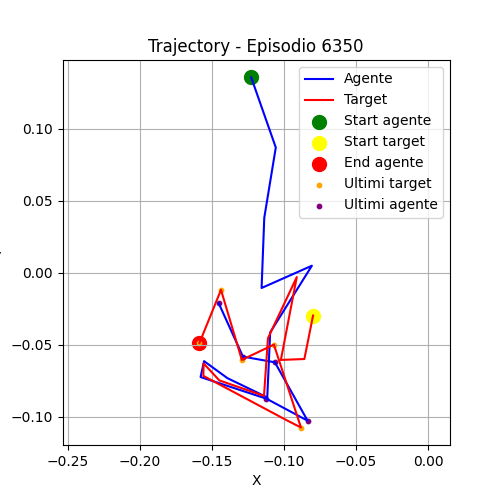 Trajectory - Episodio 6350
Agente
Target
Start agente
Start target
End agente
Ultimi target
Ultimi agente
0.10
0.05
0.00
−0.05
−0.10
−0.25
−0.20
−0.15
−0.10
−0.05
0.00
X